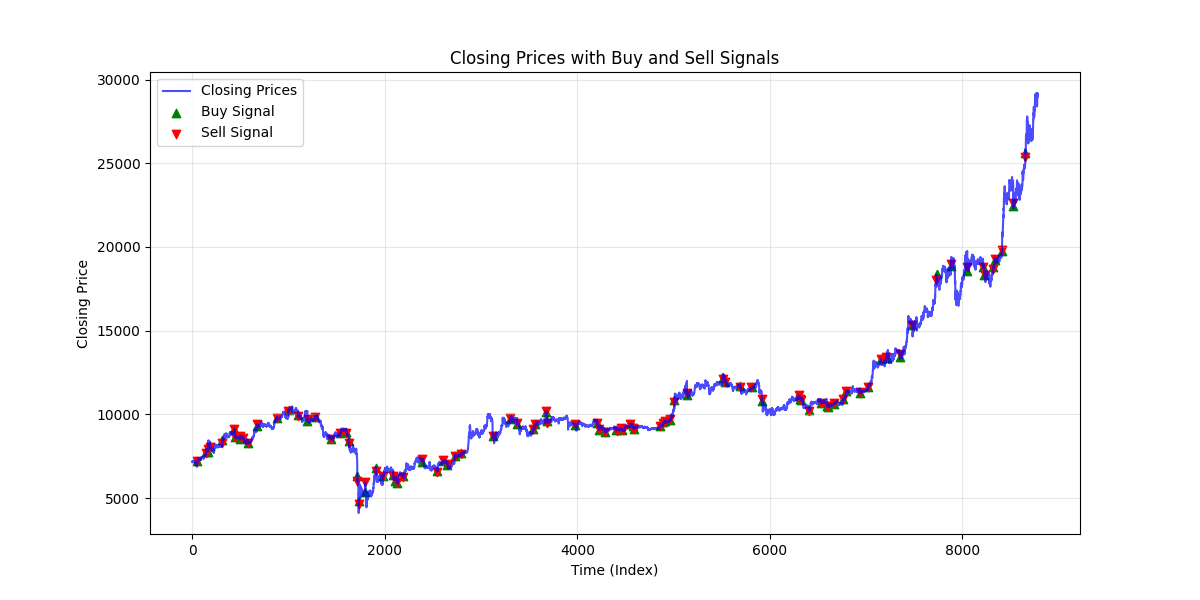 Closing Prices with Buy and Sell Signals
30000
25000
20000
15000
10000
5000
Closing Price
Closing Prices
Buy Signal
Sell Signal
0 2000 4000 6000 8000
Time (Index)